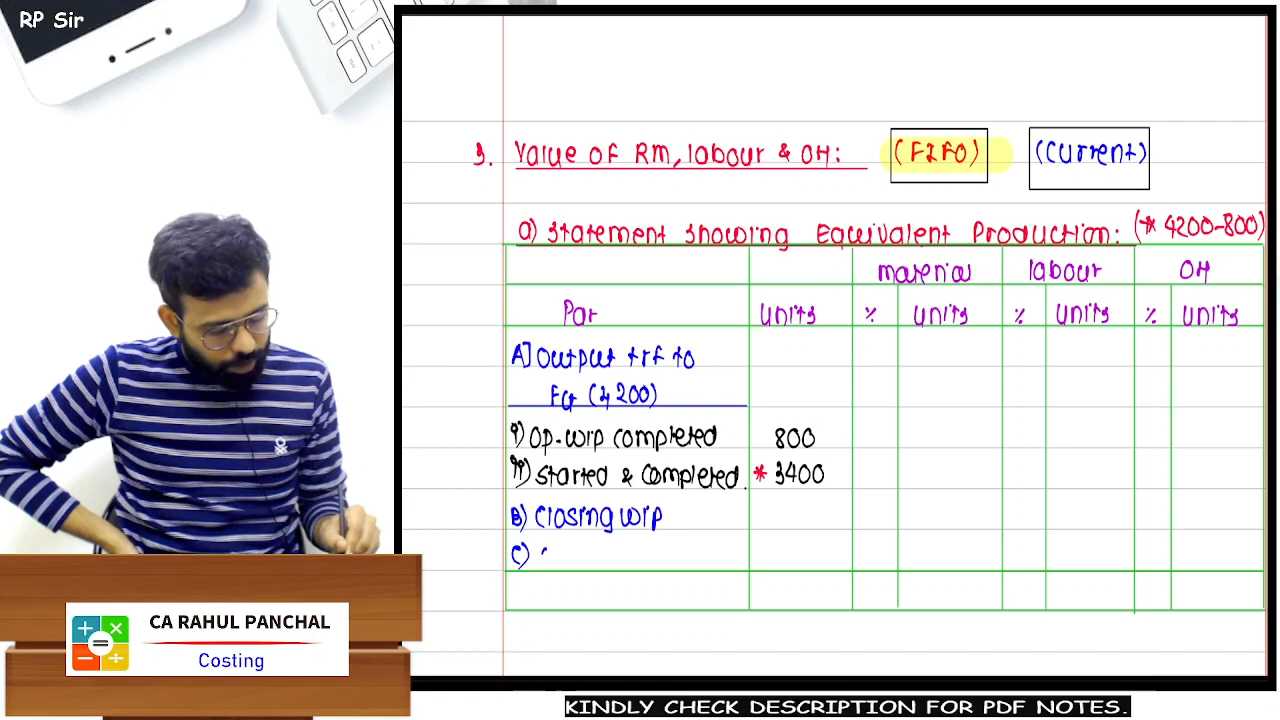 RP Sir
3. Value of RM, labour & OH: (FIFO) (Current)
a) Statement Showing Equivalent Production: (* 4200-800)
material labour OH
Par units % units % units % units
A] Output trf to
FG (4200)
i) Op-wip completed 800
ii) Started & Completed. * 3400
B) Closing wip
C)
CA RAHUL PANCHAL
Costing
KINDLY CHECK DESCRIPTION FOR PDF NOTES.